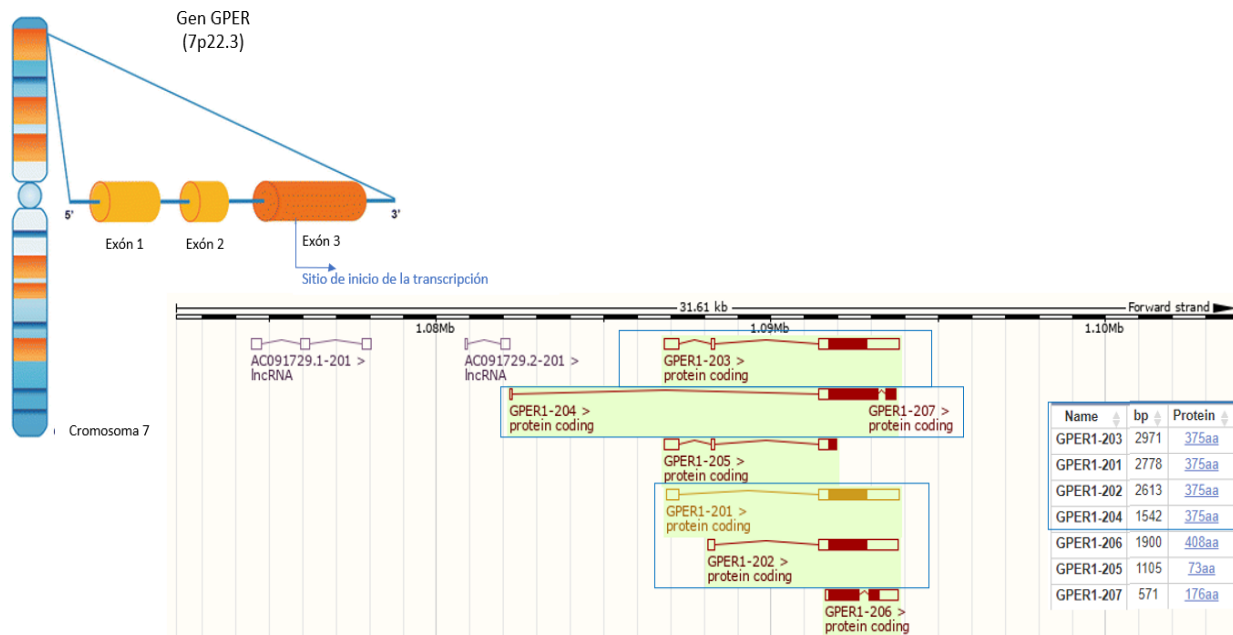 Gen GPER
(7p22.3)
5'
3'
Exón 1
Exón 2
Exón 3
Sitio de inicio de la transcripción
Cromosoma 7
31.61 kb
Forward strand
1.08Mb
1.09Mb
1.10Mb
AC091729.1-201 >
lncRNA
AC091729.2-201 >
lncRNA
GPER1-203 >
protein coding
GPER1-204 >
protein coding
GPER1-207 >
protein coding
GPER1-205 >
protein coding
GPER1-201 >
protein coding
GPER1-202 >
protein coding
GPER1-206 >
protein coding
Name bp Protein
GPER1-203 2971 375aa
GPER1-201 2778 375aa
GPER1-202 2613 375aa
GPER1-204 1542 375aa
GPER1-206 1900 408aa
GPER1-205 1105 73aa
GPER1-207 571 176aa